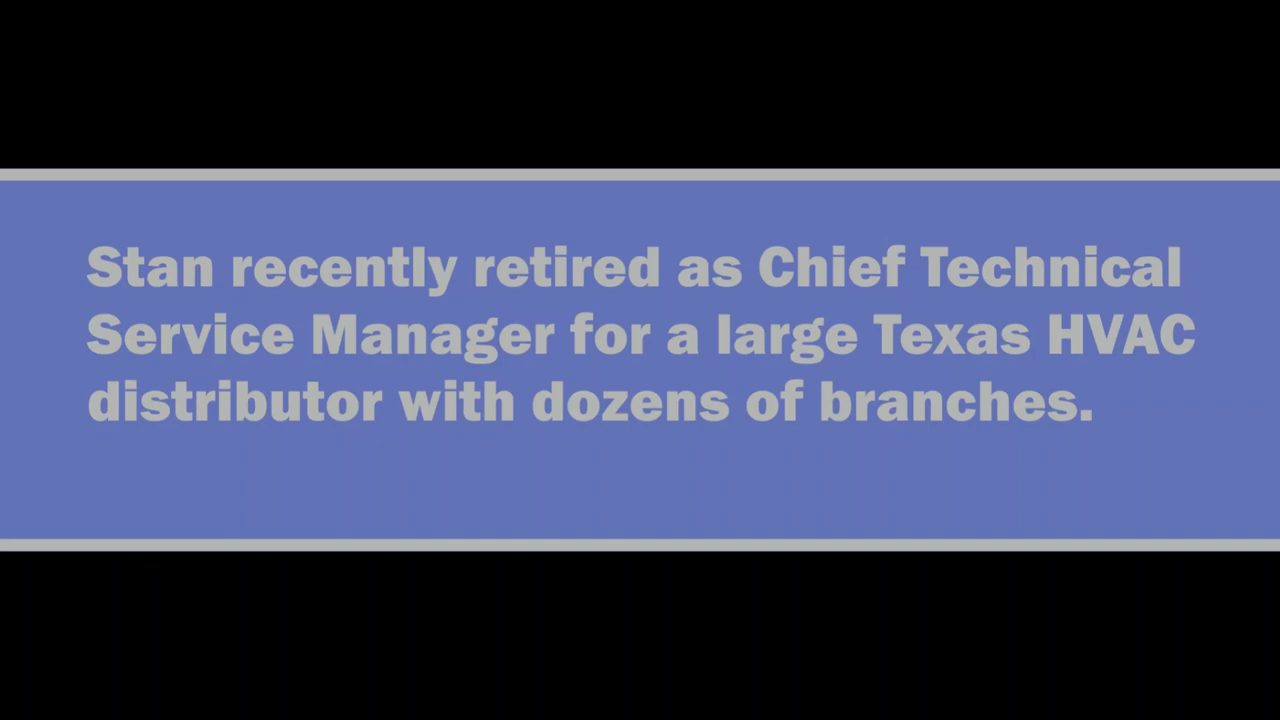 Stan recently retired as Chief Technical
Service Manager for a large Texas HVAC
distributor with dozens of branches.